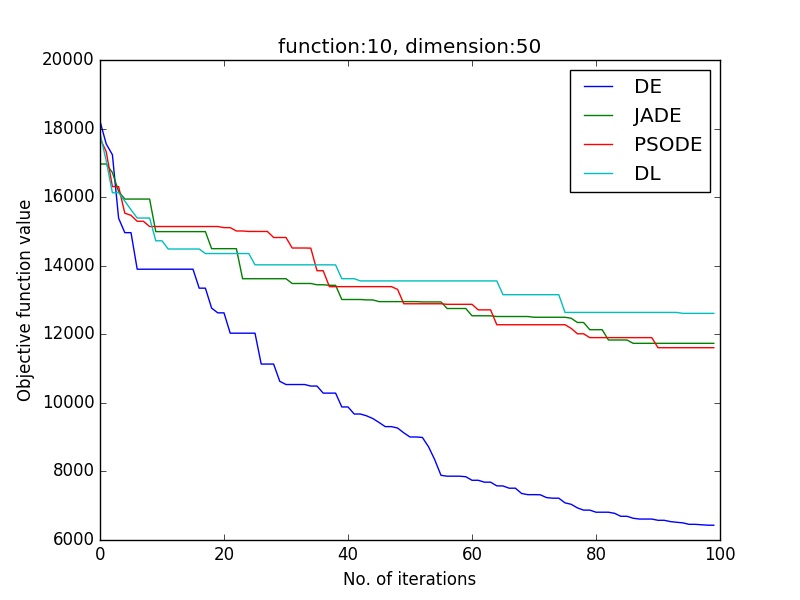 function:10, dimension:50
20000
18000
16000
14000
12000
10000
8000
6000
Objective function value
DE
JADE
PSODE
DL
0 20 40 60 80 100
No. of iterations